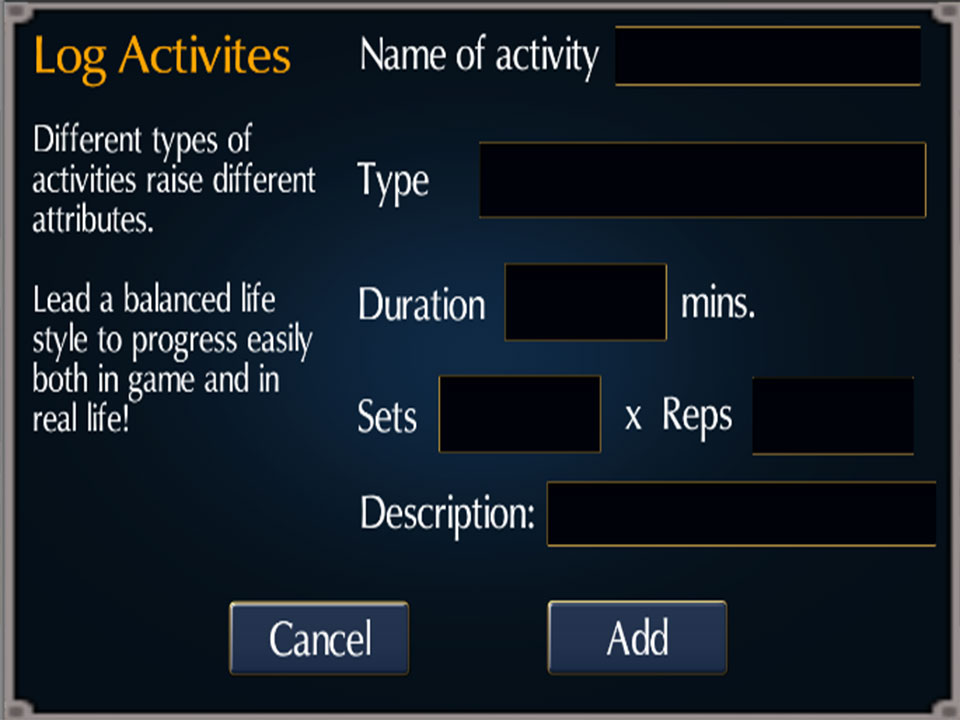 Log Activites
Different types of
activities raise different
attributes.
Lead a balanced life
style to progress easily
both in game and in
real life!
Name of activity
Type
Duration mins.
Sets x Reps
Description:
Cancel Add